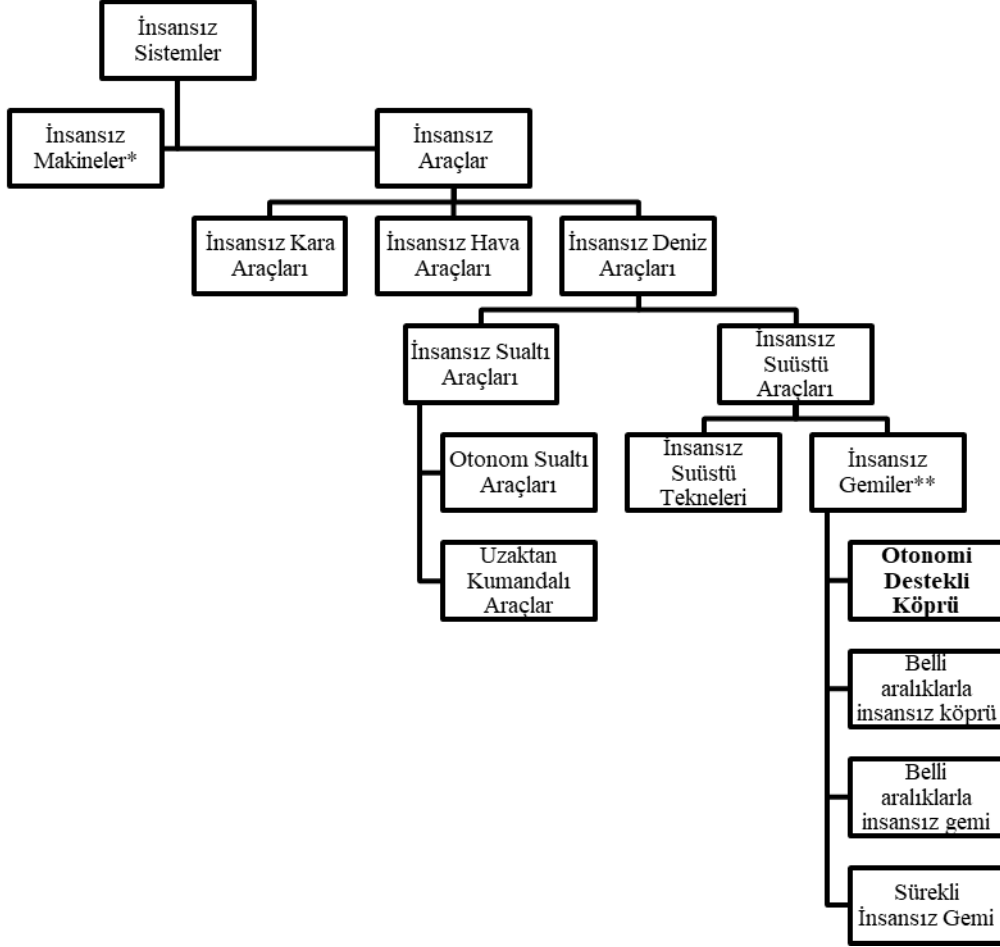 İnsansız
Sistemler
İnsansız
Makineler*
İnsansız
Araçlar
İnsansız Kara
Araçları
İnsansız Hava
Araçları
İnsansız Deniz
Araçları
İnsansız Sualtı
Araçları
İnsansız
Suüstü
Araçları
Otonom Sualtı
Araçları
Uzaktan
Kumandalı
Araçlar
İnsansız
Suüstü
Tekneleri
İnsansız
Gemiler**
Otonomi
Destekli
Köprü
Belli
aralıklarla
insansız köprü
Belli
aralıklarla
insansız gemi
Sürekli
İnsansız Gemi